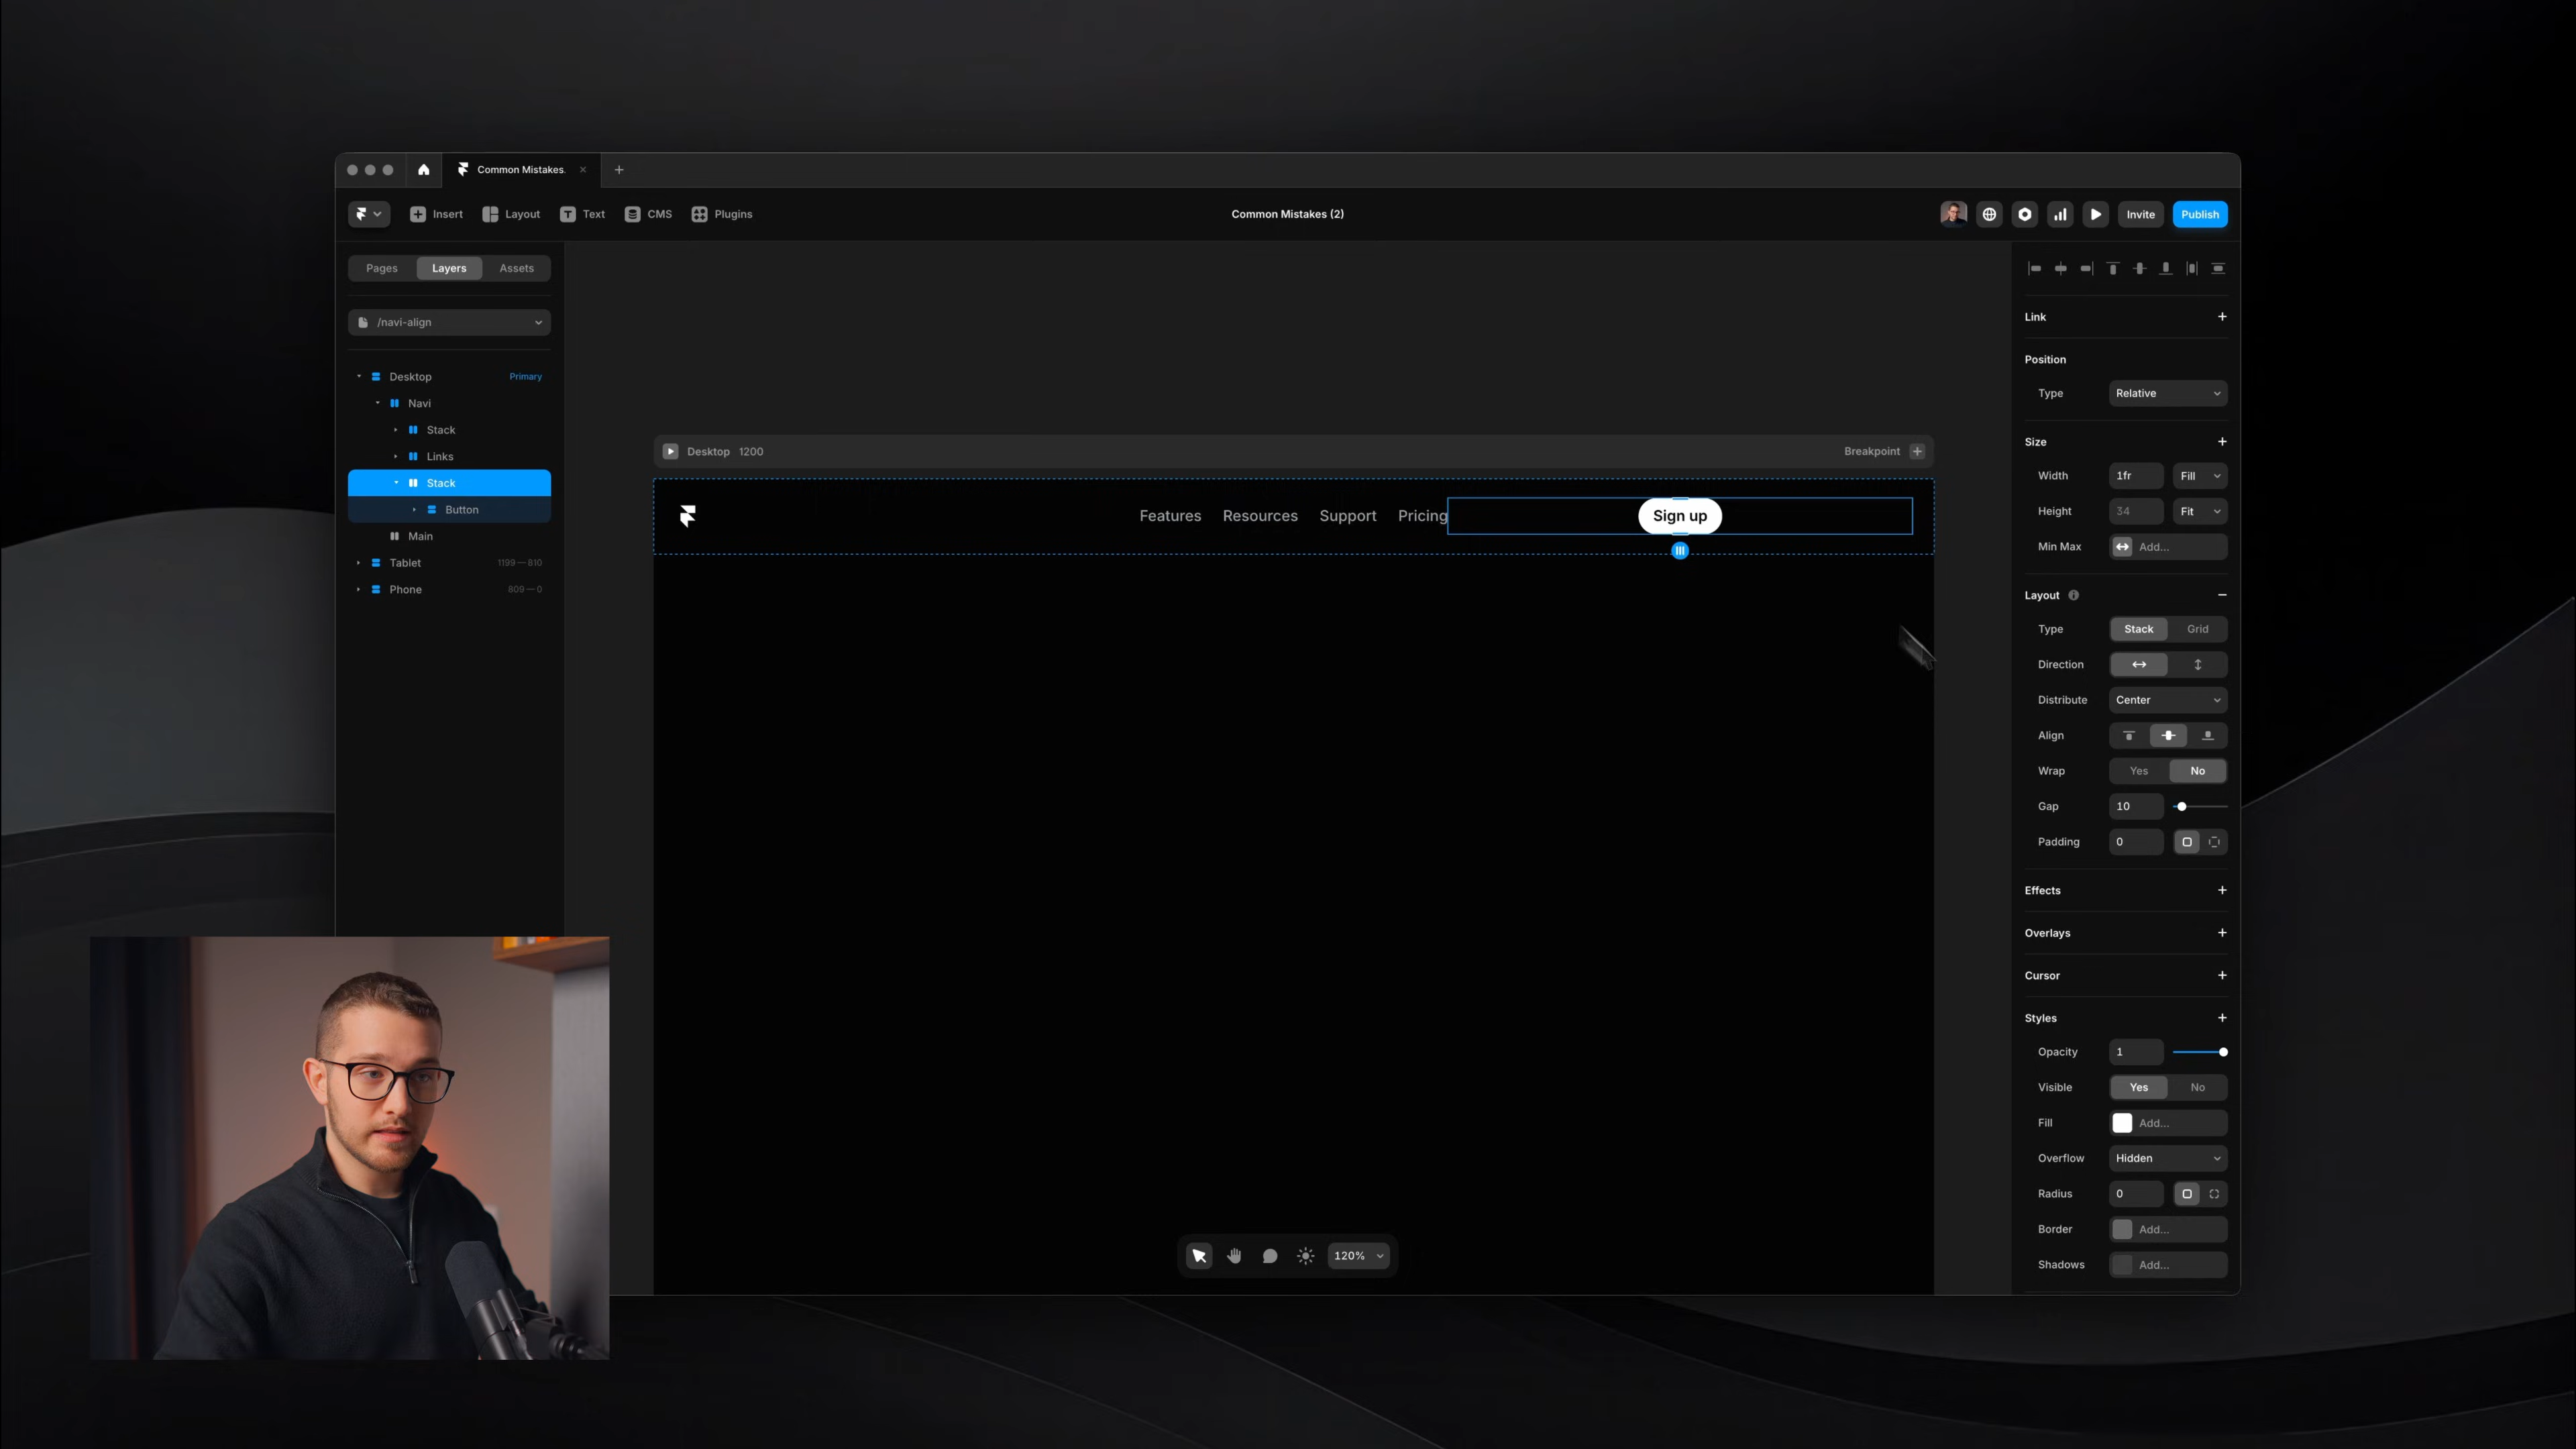 Common Mistakes.
Insert
Layout
Text
CMS
Plugins
Common Mistakes (2)
Invite
Publish
Pages
Layers
Assets
/navi-align
Desktop
Primary
Navi
Stack
Links
Stack
Button
Main
Tablet
1199 — 810
Phone
809 — 0
Desktop 1200
Breakpoint
Features
Resources
Support
Pricing
Sign up
120%
Link
Position
Type
Relative
Size
Width
1fr
Fill
Height
34
Fit
Min Max
Add...
Layout
Type
Stack
Grid
Direction
Distribute
Center
Align
Wrap
Yes
No
Gap
10
Padding
0
Effects
Overlays
Cursor
Styles
Opacity
1
Visible
Yes
No
Fill
Add...
Overflow
Hidden
Radius
0
Border
Add...
Shadows
Add...